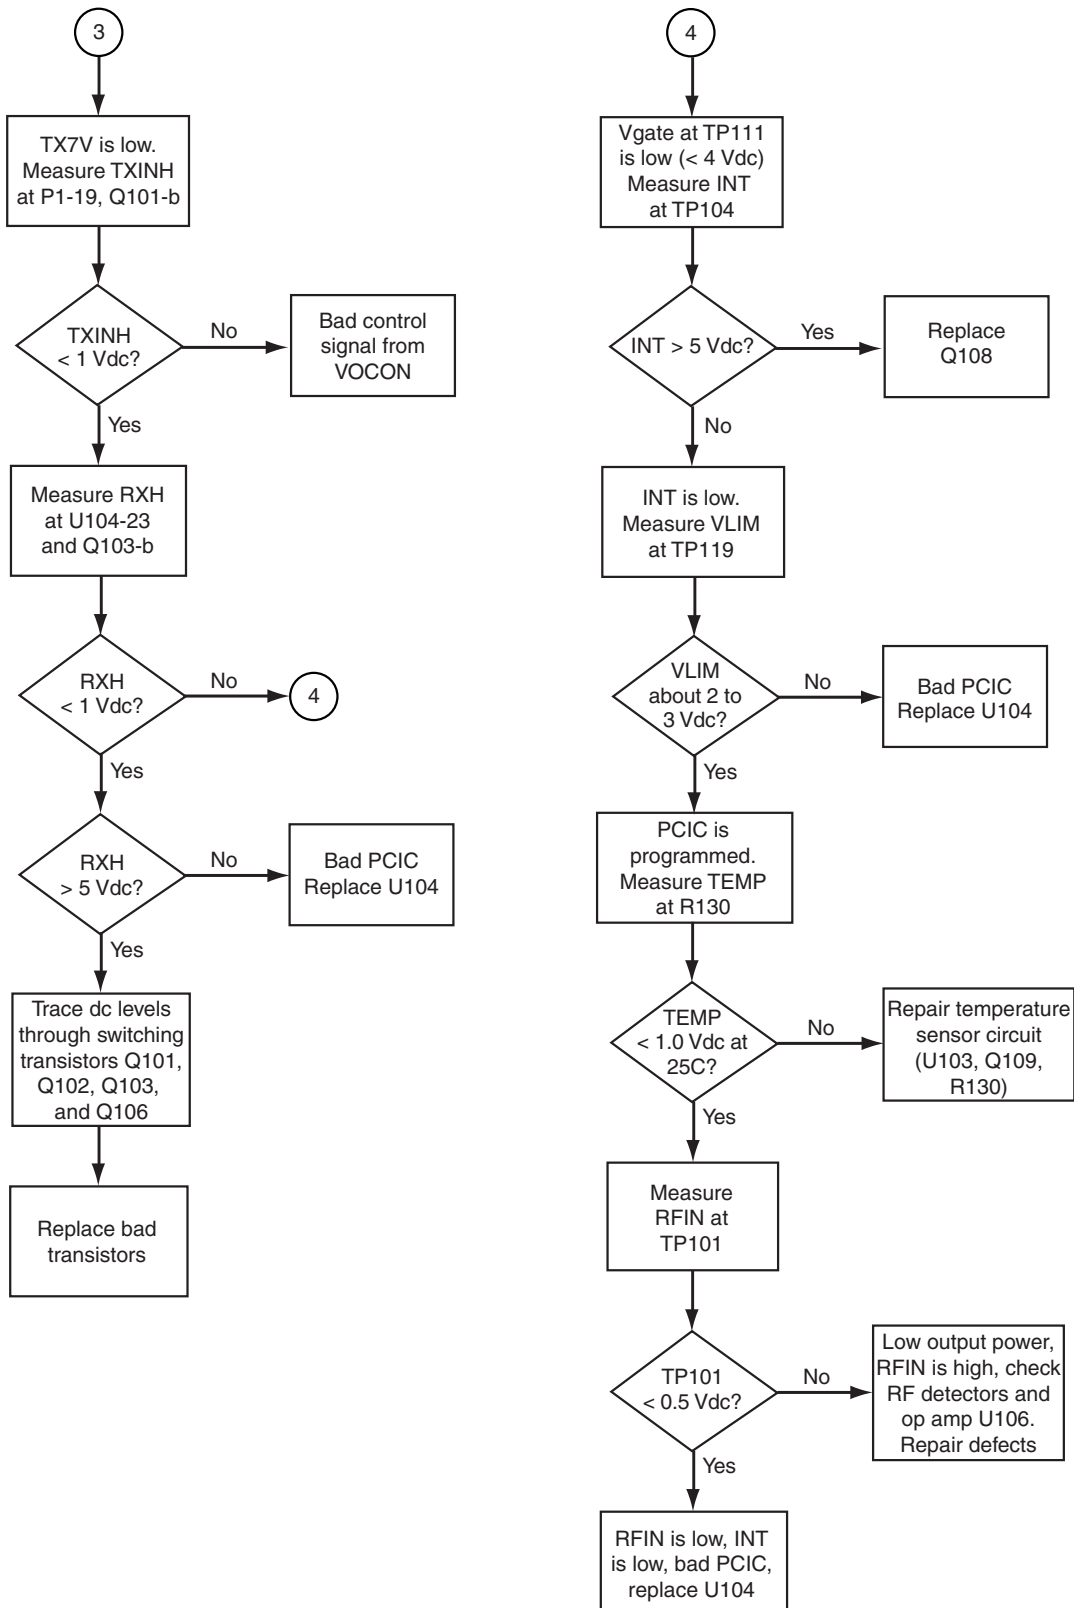 3
TX7V is low.
Measure TXINH
at P1-19, Q101-b
TXINH
< 1 Vdc?
No
Bad control
signal from
VOCON
Yes
Measure RXH
at U104-23
and Q103-b
RXH
< 1 Vdc?
No
4
Yes
RXH
> 5 Vdc?
No
Bad PCIC
Replace U104
Yes
Trace dc levels
through switching
transistors Q101,
Q102, Q103,
and Q106
Replace bad
transistors
4
Vgate at TP111
is low (< 4 Vdc)
Measure INT
at TP104
INT > 5 Vdc?
Yes
Replace
Q108
No
INT is low.
Measure VLIM
at TP119
VLIM
about 2 to
3 Vdc?
No
Bad PCIC
Replace U104
Yes
PCIC is
programmed.
Measure TEMP
at R130
TEMP
< 1.0 Vdc at
25C?
No
Repair temperature
sensor circuit
(U103, Q109,
R130)
Yes
Measure
RFIN at
TP101
TP101
< 0.5 Vdc?
No
Low output power,
RFIN is high, check
RF detectors and
op amp U106.
Repair defects
Yes
RFIN is low, INT
is low, bad PCIC,
replace U104